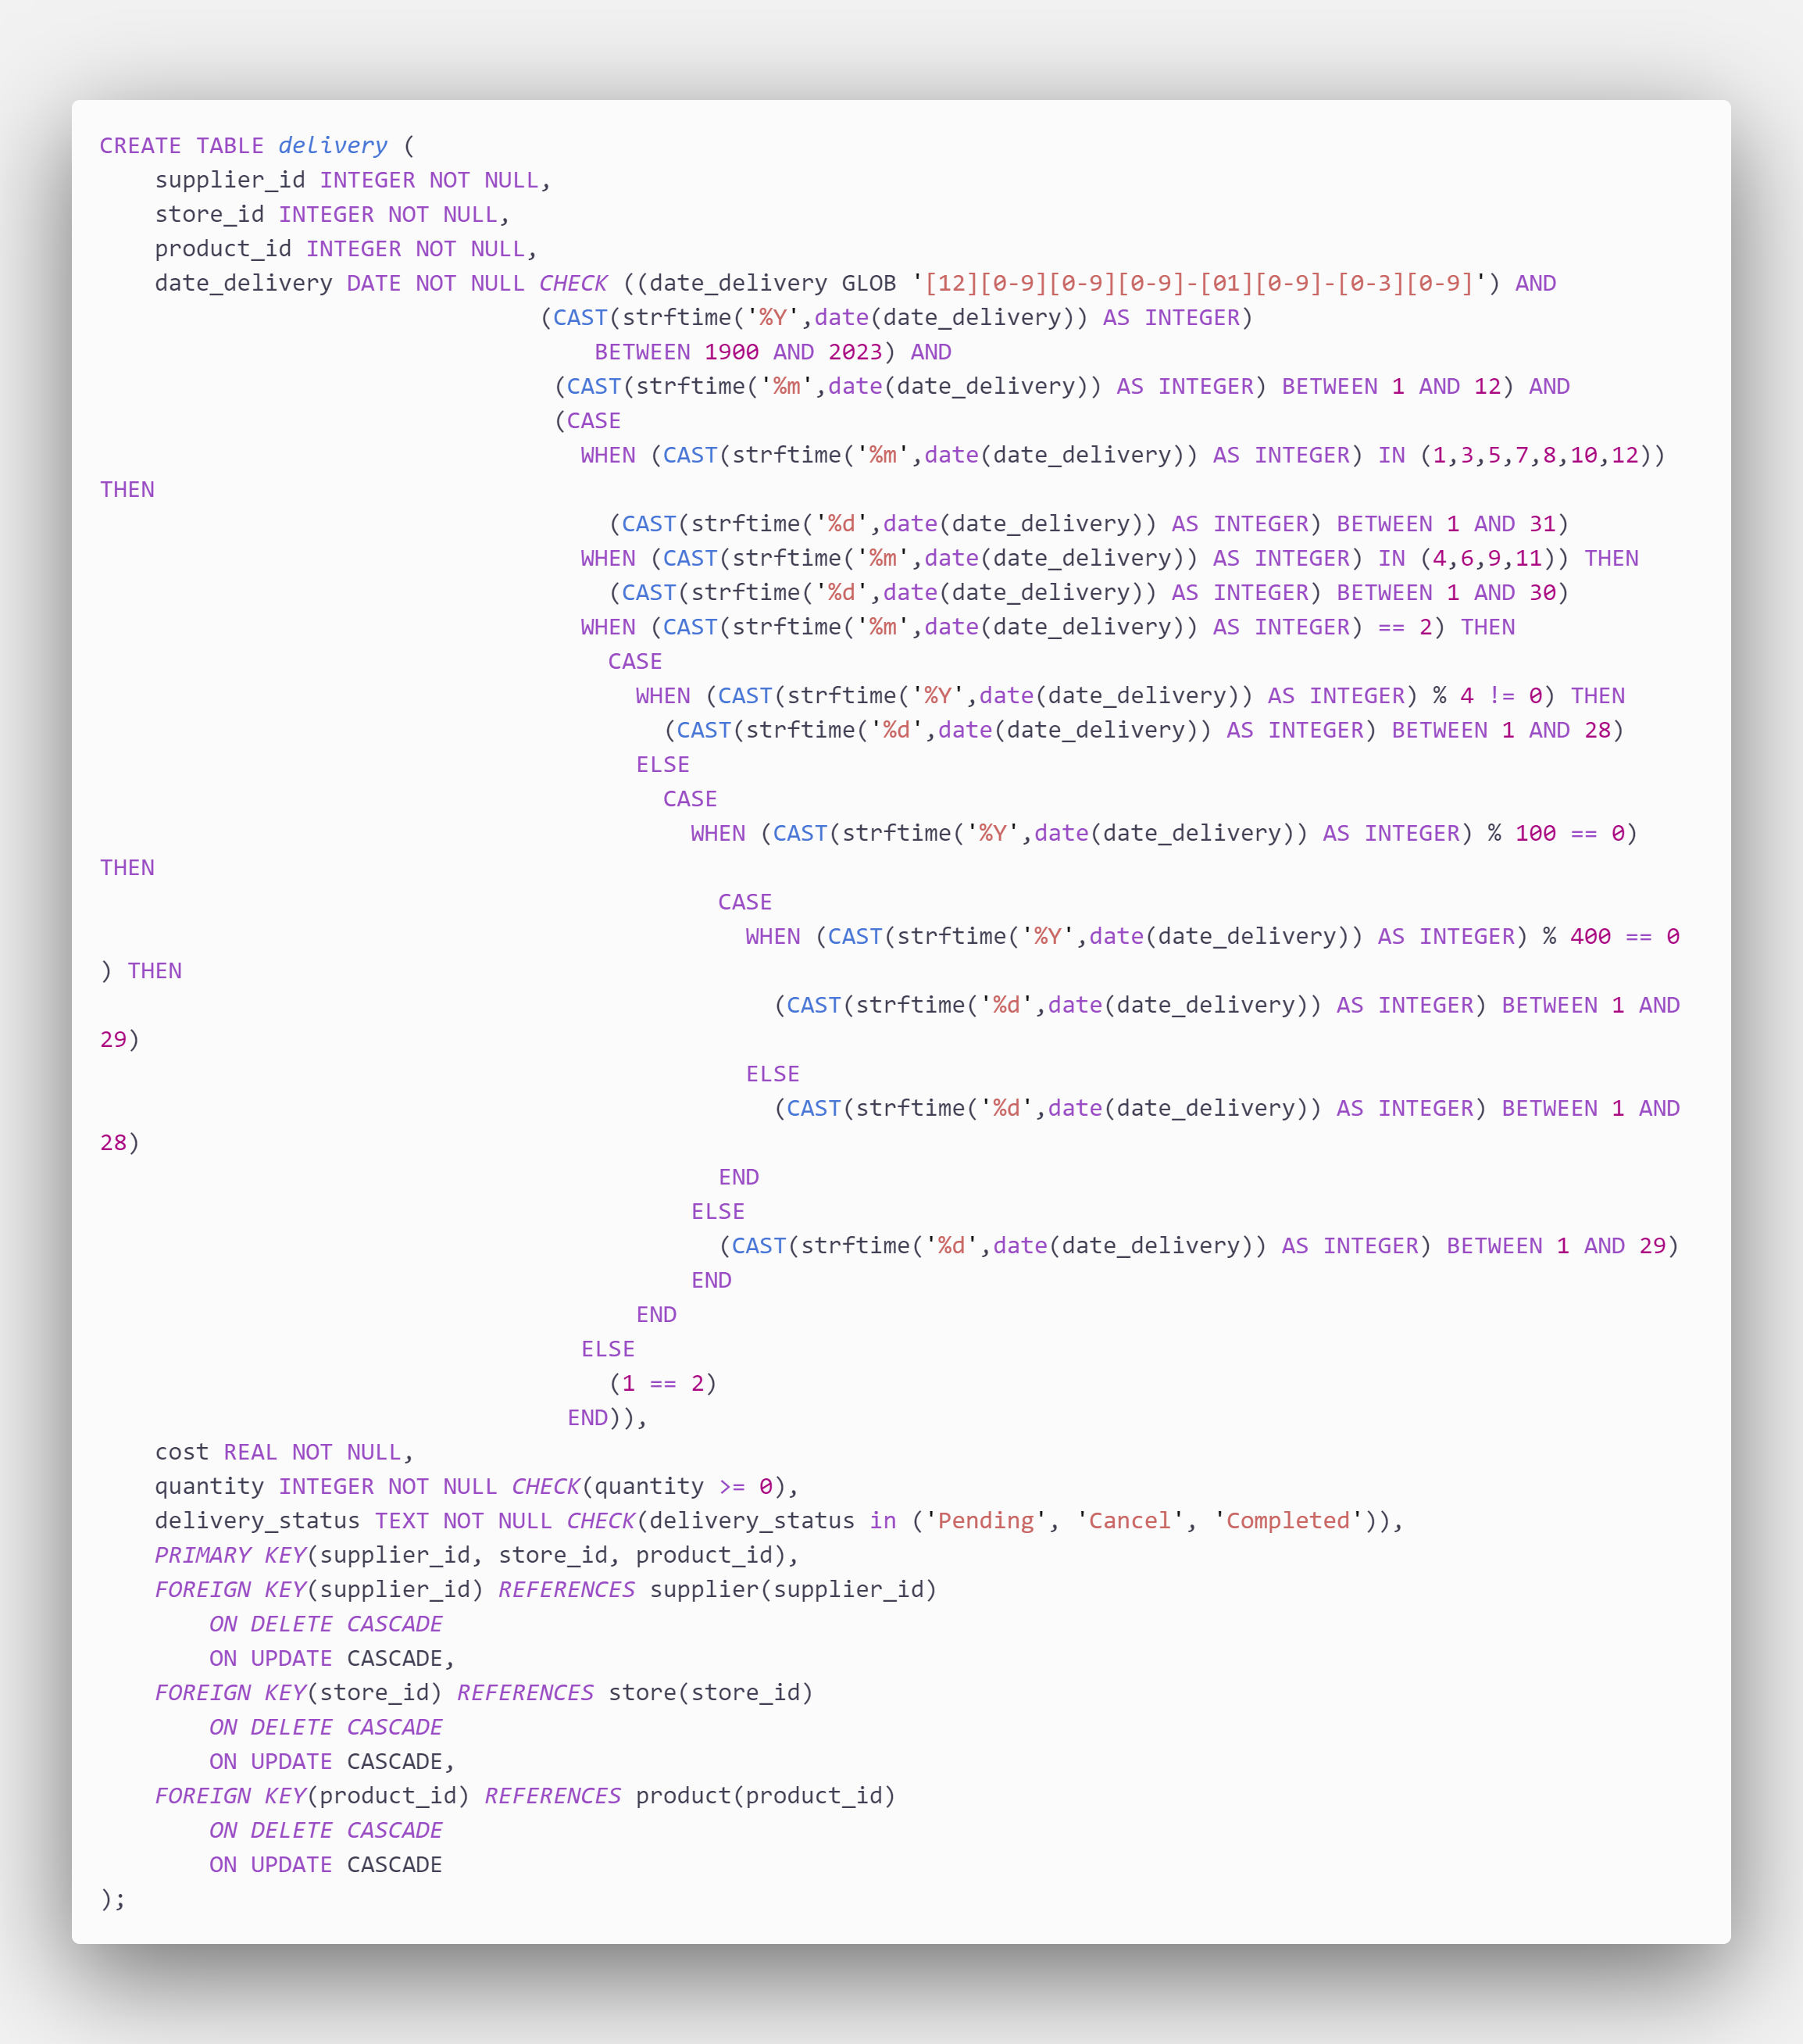 CREATE TABLE delivery (
    supplier_id INTEGER NOT NULL,
    store_id INTEGER NOT NULL,
    product_id INTEGER NOT NULL,
    date_delivery DATE NOT NULL CHECK ((date_delivery GLOB '[12][0-9][0-9][0-9]-[01][0-9]-[0-3][0-9]') AND
                                (CAST(strftime('%Y',date(date_delivery)) AS INTEGER)
                                    BETWEEN 1900 AND 2023) AND
                                 (CAST(strftime('%m',date(date_delivery)) AS INTEGER) BETWEEN 1 AND 12) AND
                                 (CASE
                                   WHEN (CAST(strftime('%m',date(date_delivery)) AS INTEGER) IN (1,3,5,7,8,10,12))
THEN
                                     (CAST(strftime('%d',date(date_delivery)) AS INTEGER) BETWEEN 1 AND 31)
                                   WHEN (CAST(strftime('%m',date(date_delivery)) AS INTEGER) IN (4,6,9,11)) THEN
                                     (CAST(strftime('%d',date(date_delivery)) AS INTEGER) BETWEEN 1 AND 30)
                                   WHEN (CAST(strftime('%m',date(date_delivery)) AS INTEGER) == 2) THEN
                                     CASE
                                       WHEN (CAST(strftime('%Y',date(date_delivery)) AS INTEGER) % 4 != 0) THEN
                                         (CAST(strftime('%d',date(date_delivery)) AS INTEGER) BETWEEN 1 AND 28)
                                       ELSE
                                         CASE
                                           WHEN (CAST(strftime('%Y',date(date_delivery)) AS INTEGER) % 100 == 0)
THEN
                                             CASE
                                               WHEN (CAST(strftime('%Y',date(date_delivery)) AS INTEGER) % 400 == 0
) THEN
                                                 (CAST(strftime('%d',date(date_delivery)) AS INTEGER) BETWEEN 1 AND
29)
                                               ELSE
                                                 (CAST(strftime('%d',date(date_delivery)) AS INTEGER) BETWEEN 1 AND
28)
                                             END
                                           ELSE
                                             (CAST(strftime('%d',date(date_delivery)) AS INTEGER) BETWEEN 1 AND 29)
                                           END
                                       END
                                   ELSE
                                     (1 == 2)
                                  END)),
    cost REAL NOT NULL,
    quantity INTEGER NOT NULL CHECK(quantity >= 0),
    delivery_status TEXT NOT NULL CHECK(delivery_status in ('Pending', 'Cancel', 'Completed')),
    PRIMARY KEY(supplier_id, store_id, product_id),
    FOREIGN KEY(supplier_id) REFERENCES supplier(supplier_id)
        ON DELETE CASCADE
        ON UPDATE CASCADE,
    FOREIGN KEY(store_id) REFERENCES store(store_id)
        ON DELETE CASCADE
        ON UPDATE CASCADE,
    FOREIGN KEY(product_id) REFERENCES product(product_id)
        ON DELETE CASCADE
        ON UPDATE CASCADE
);